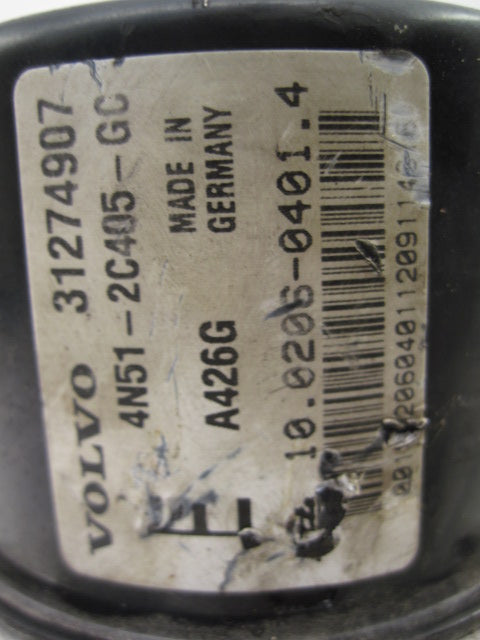 VOLVO 31274907
4N51-2C405-GC
MADE IN
GERMANY
A426G
E
10.0206-0401.4